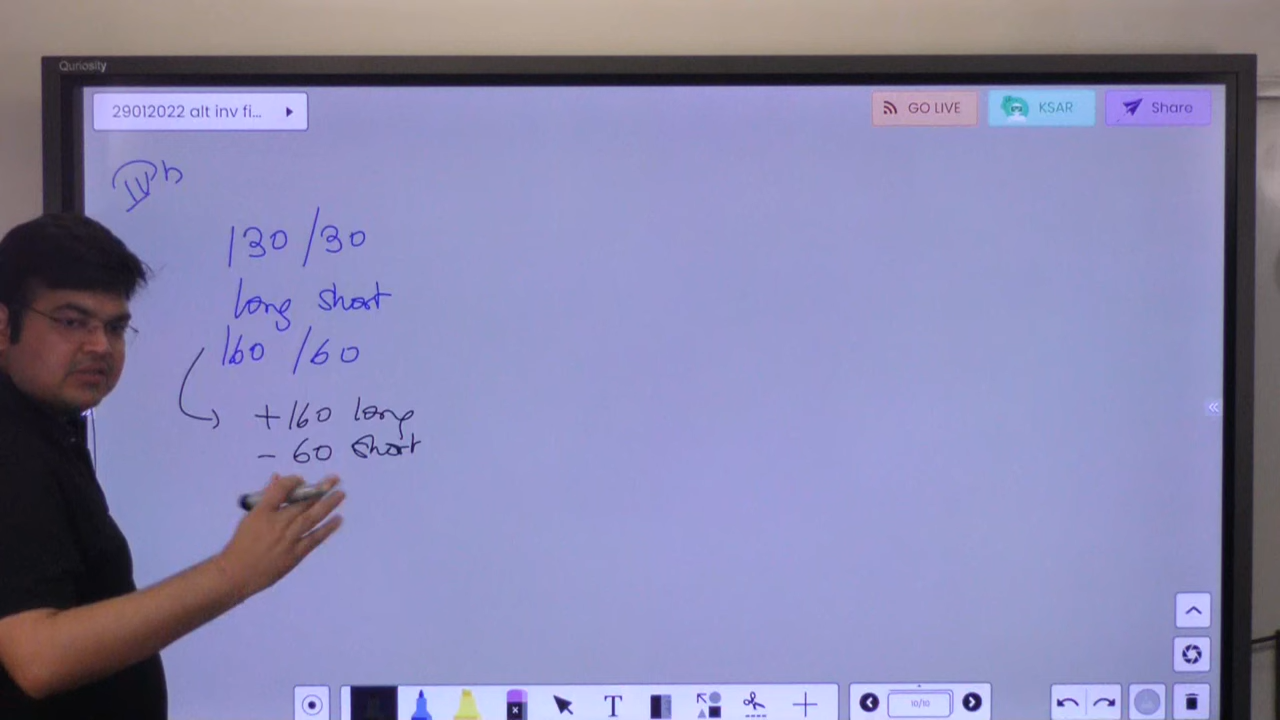 Quriosity
29012022 alt inv fi...
GO LIVE
KSAR
Share
130/30
long short
160/60
+160 long
- 60 short
T
10/10